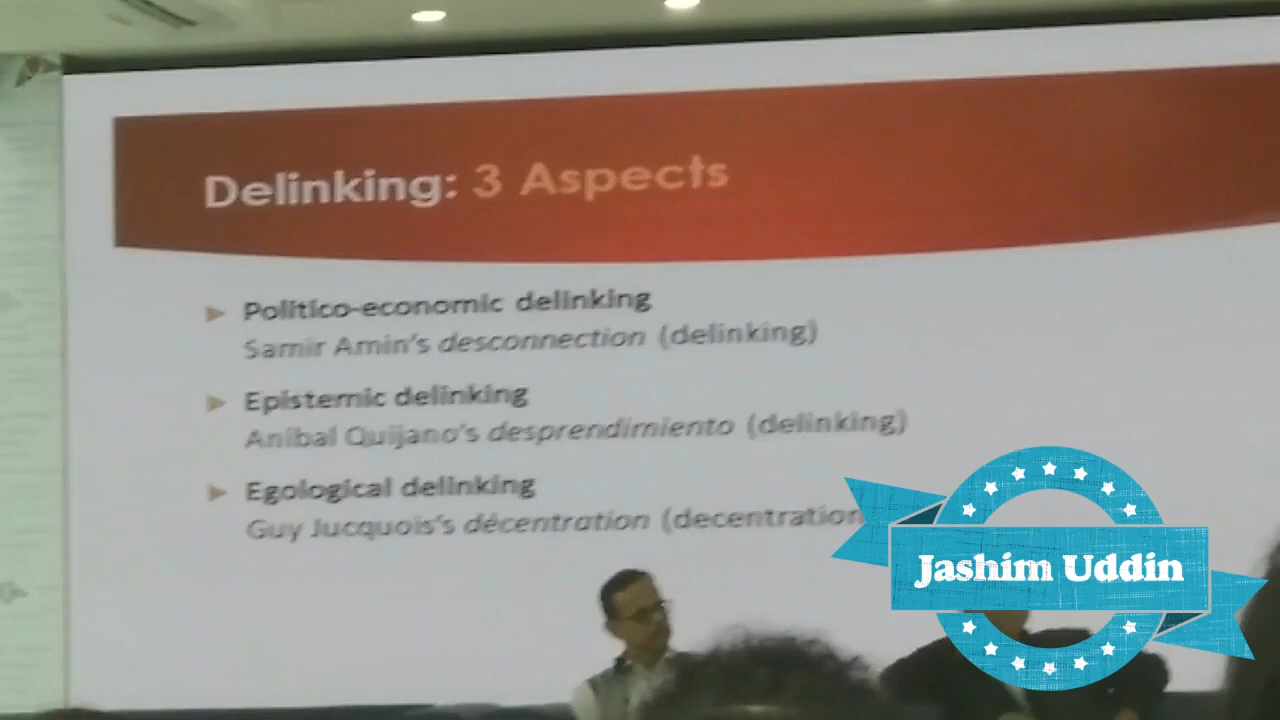 Delinking: 3 Aspects
Politico-economic delinking
Samir Amin's desconnection (delinking)
Epistemic delinking
Aníbal Quijano's desprendimiento (delinking)
Egological delinking
Guy Jucquois's décentration (decentration
Jashim Uddin